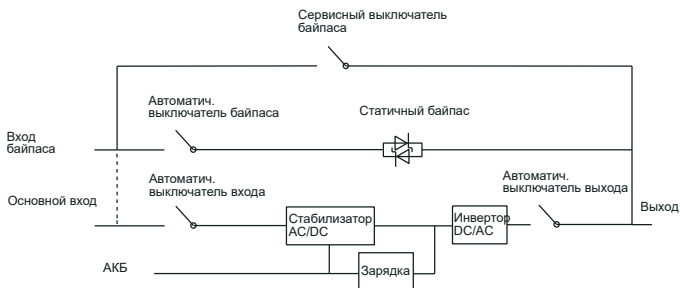 Сервисный выключатель
байпаса
Автоматич.
выключатель байпаса
Статичный байпас
Вход
байпаса
Автоматич.
выключатель входа
Автоматич.
выключатель выхода
Основной вход
Стабилизатор
AC/DC
Инвертор
DC/AC
Выход
АКБ
Зарядка